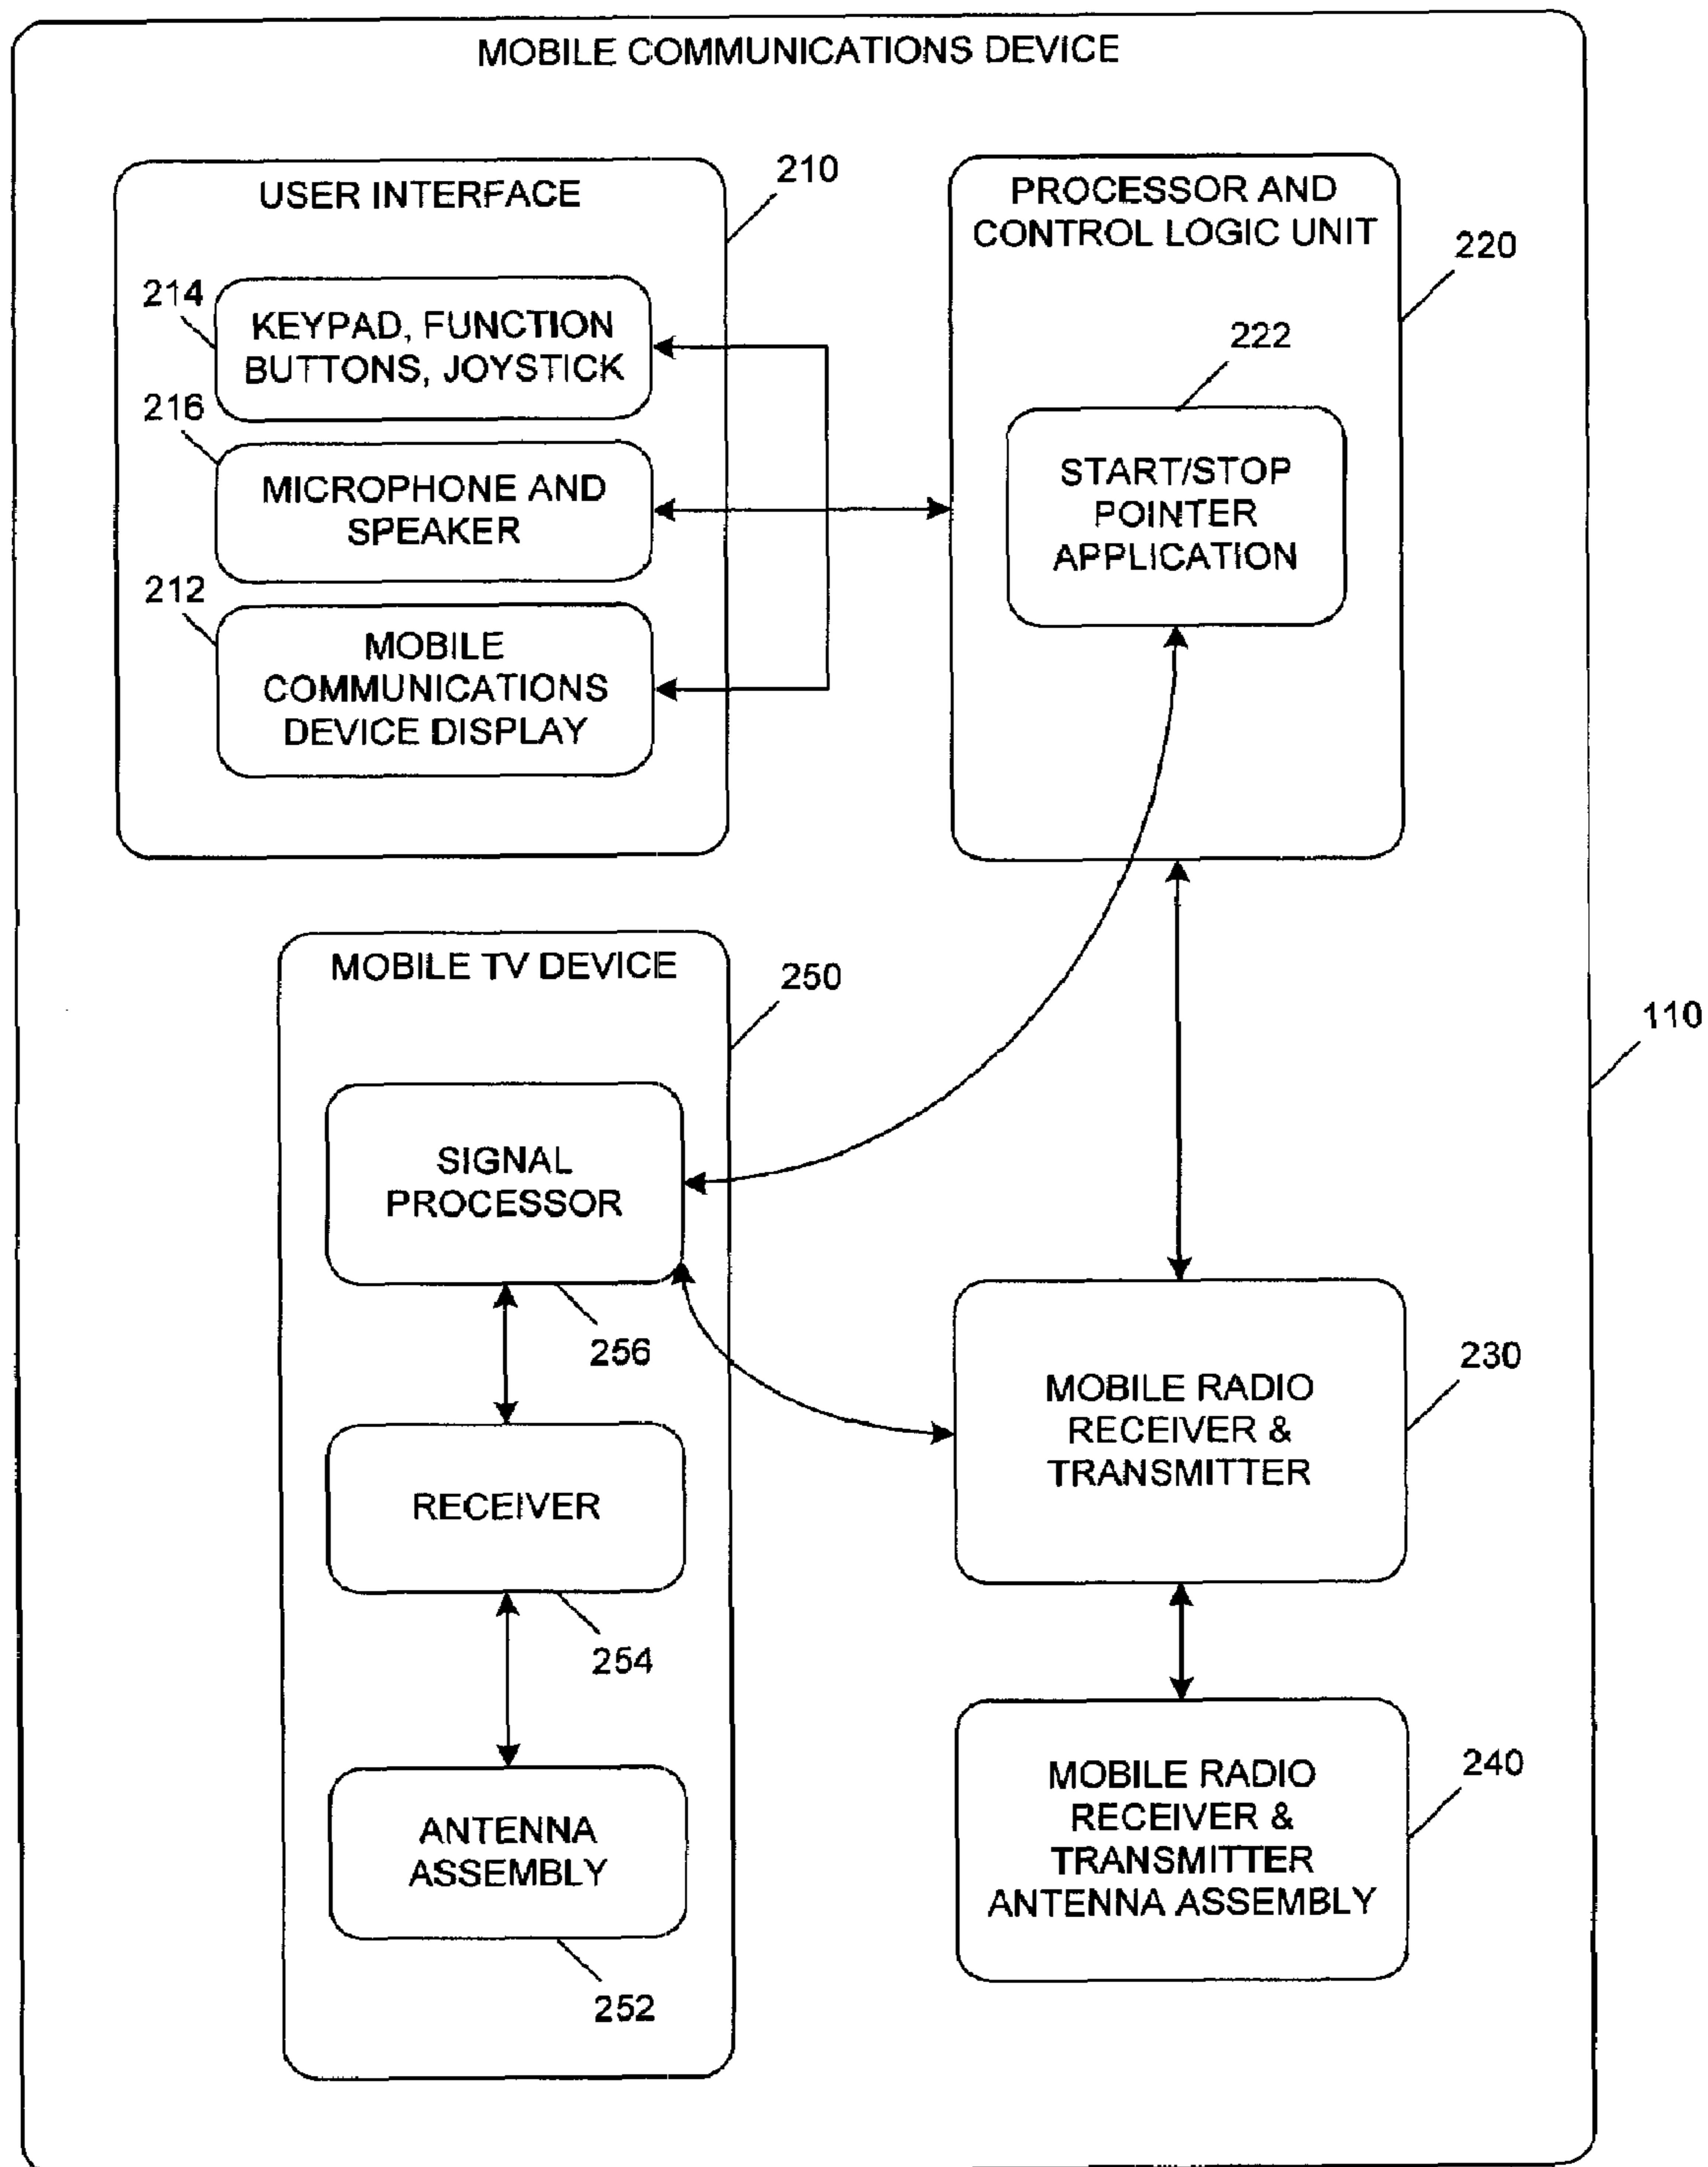 MOBILE COMMUNICATIONS DEVICE
USER INTERFACE
210
214
KEYPAD, FUNCTION
BUTTONS, JOYSTICK
216
MICROPHONE AND
SPEAKER
212
MOBILE
COMMUNICATIONS
DEVICE DISPLAY
PROCESSOR AND
CONTROL LOGIC UNIT
220
222
START/STOP
POINTER
APPLICATION
MOBILE TV DEVICE
250
110
SIGNAL
PROCESSOR
256
RECEIVER
254
ANTENNA
ASSEMBLY
252
230
MOBILE RADIO
RECEIVER &
TRANSMITTER
240
MOBILE RADIO
RECEIVER &
TRANSMITTER
ANTENNA ASSEMBLY